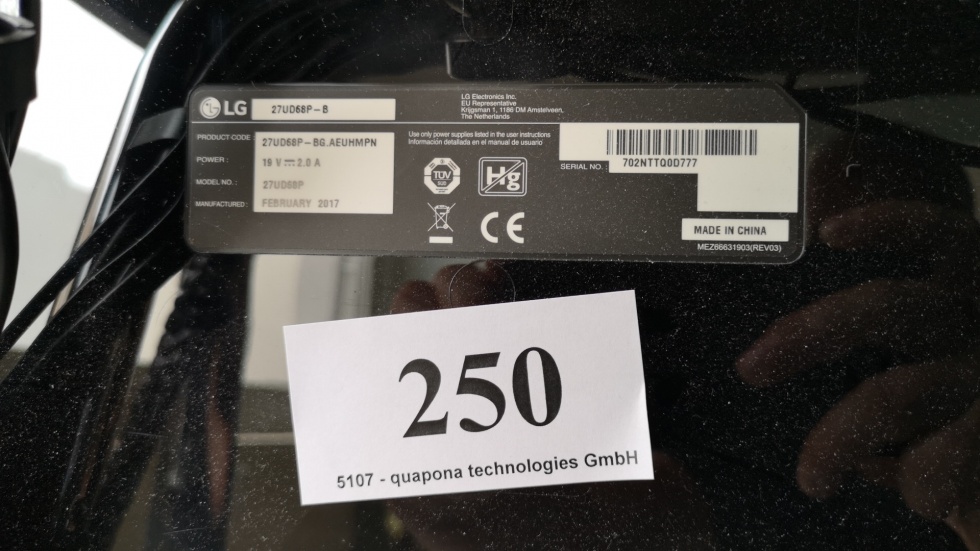 LG 27UD68P-B
LG Electronics Inc.
EU Representative
Krijgsman 1, 1186 DM Amstelveen,
The Netherlands
PRODUCT CODE 27UD68P-BG.AEUHMPN
POWER : 19 V 2.0 A
MODEL NO. : 27UD68P
MANUFACTURED : FEBRUARY 2017
Use only power supplies listed in the user instructions
Información detallada en el manual de usuario
TÜV
SÜD
Hg
CE
SERIAL NO. : 702NTTQ0D777
MADE IN CHINA
MEZ66631903(REV03)
250
5107 - quapona technologies GmbH